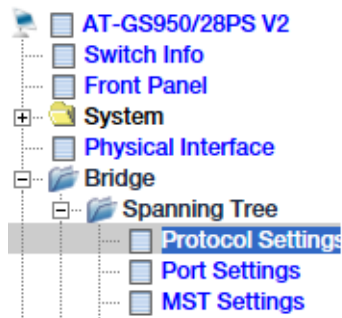 AT-GS950/28PS V2
Switch Info
Front Panel
System
Physical Interface
Bridge
Spanning Tree
Protocol Settings
Port Settings
MST Settings